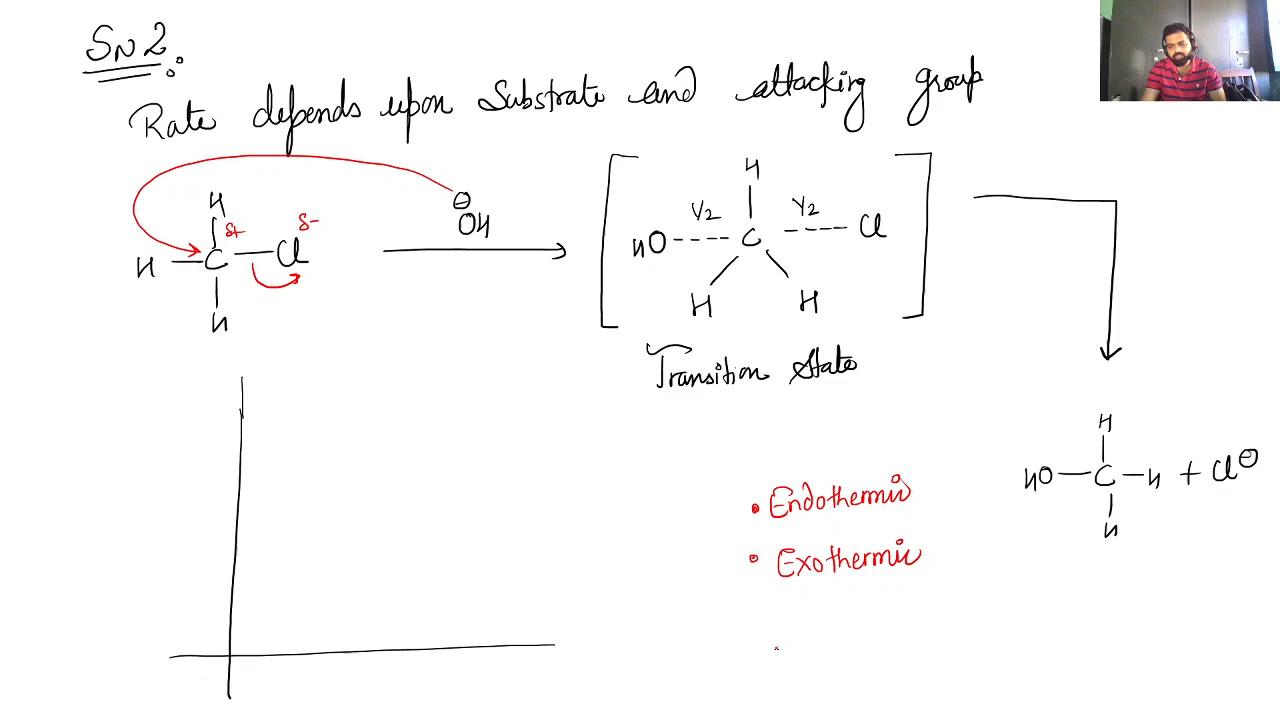 SN2:
Rate depends upon Substrate and attacking group
H
δ+ δ-
H C Cl
H
⊖
OH
H
1/2 1/2
HO C Cl
H H
Transition State
H
HO C H + Cl⊖
H
• Endothermic
• Exothermic